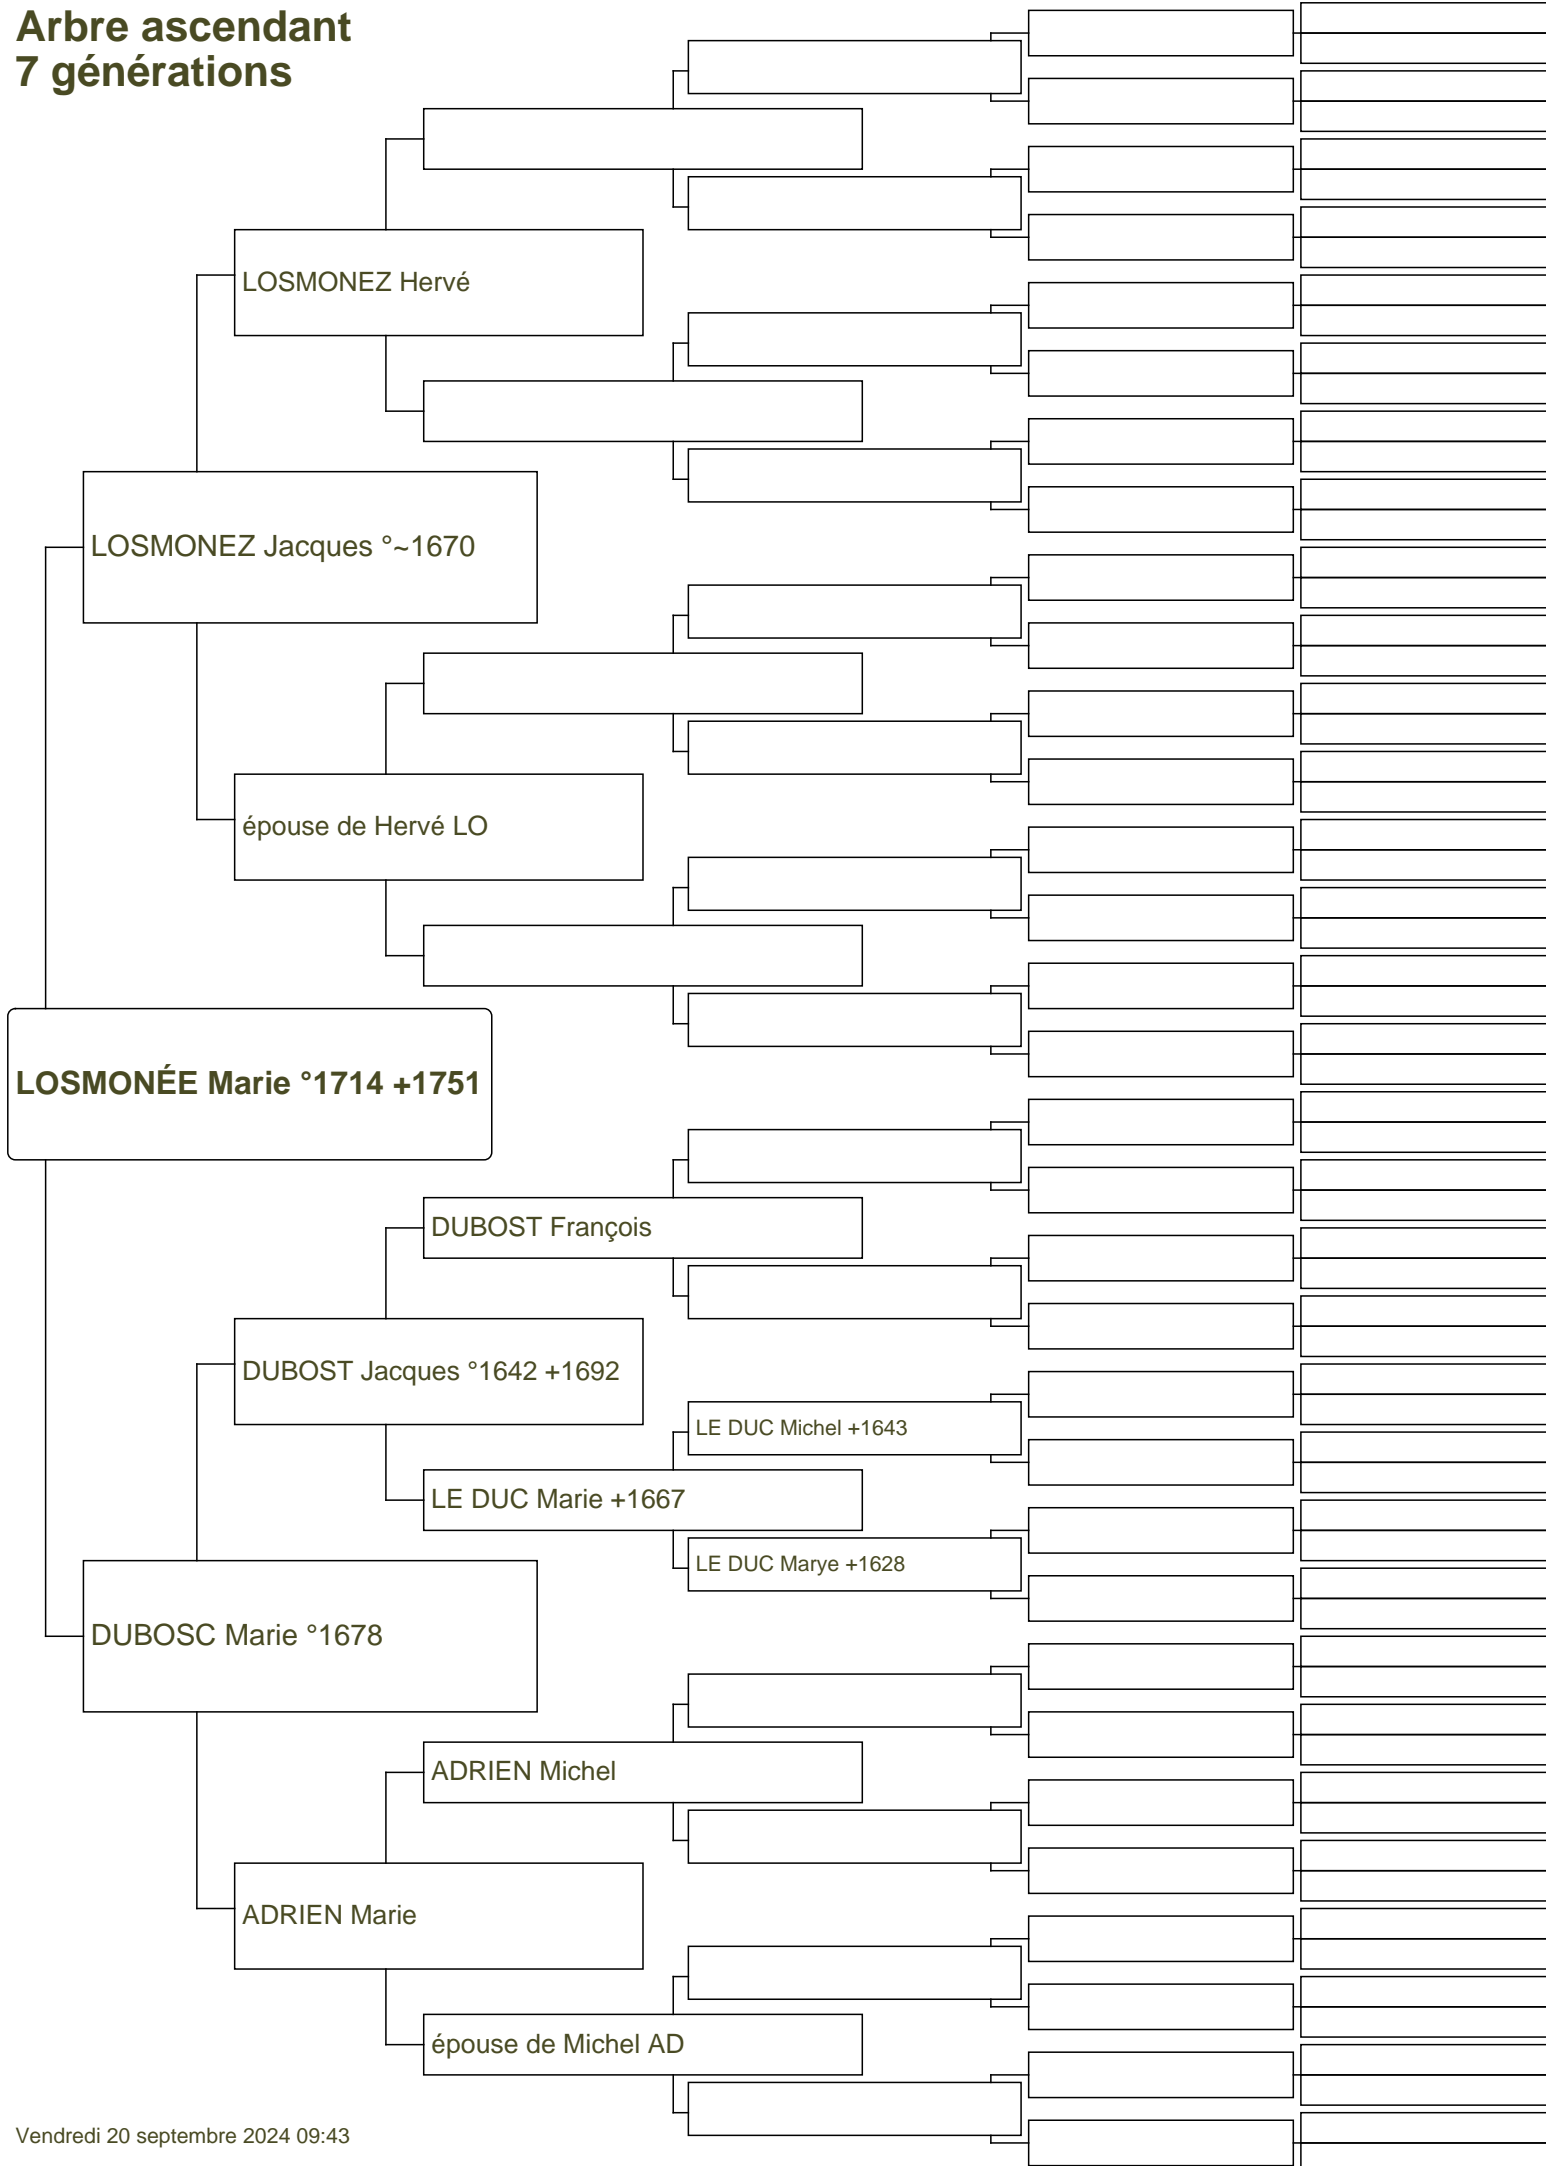 Arbre ascendant
7 générations
LOSMONEZ Hervé
LOSMONEZ Jacques °~1670
épouse de Hervé LO
LOSMONÉE Marie °1714 +1751
DUBOST François
DUBOST Jacques °1642 +1692
LE DUC Michel +1643
LE DUC Marie +1667
LE DUC Marye +1628
DUBOSC Marie °1678
ADRIEN Michel
ADRIEN Marie
épouse de Michel AD
Vendredi 20 septembre 2024 09:43